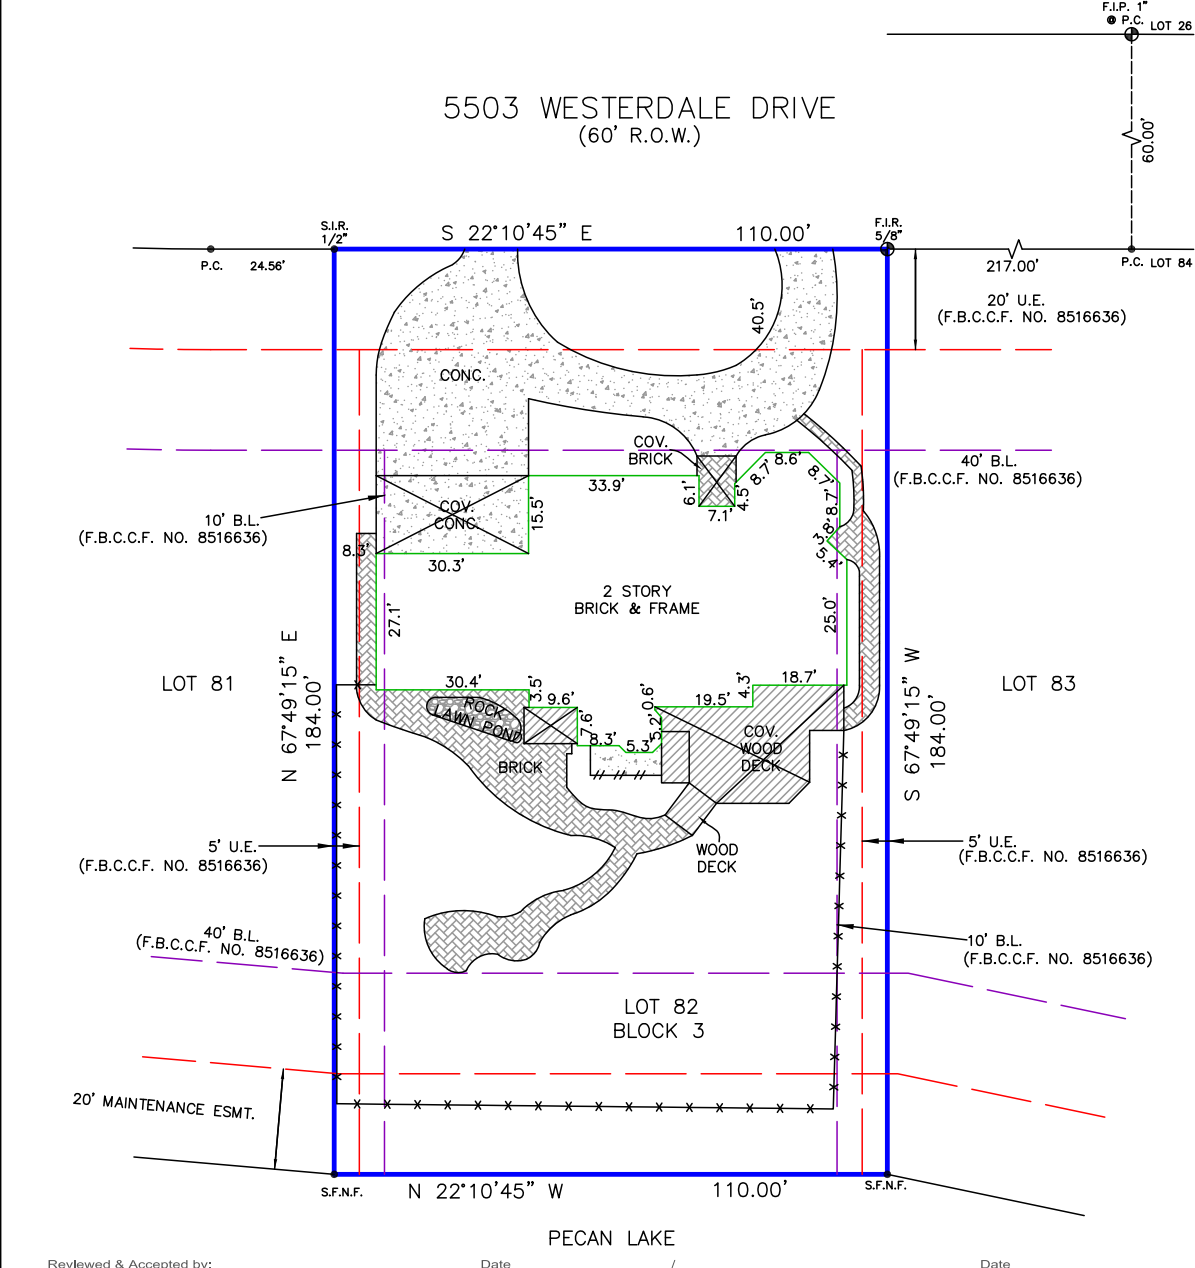 F.I.P. 1"
@ P.C.
LOT 26
5503 WESTERDALE DRIVE
(60' R.O.W.)
60.00'
S.I.R.
1/2"
S 22°10'45" E
110.00'
F.I.R.
5/8"
P.C.
24.56'
217.00'
P.C. LOT 84
20' U.E.
(F.B.C.C.F. NO. 8516636)
40.5'
CONC.
COV.
BRICK
40' B.L.
(F.B.C.C.F. NO. 8516636)
8.6'
8.7'
8.7'
8.7'
33.9'
6.1'
4.5'
7.1'
10' B.L.
(F.B.C.C.F. NO. 8516636)
COV.
CONC.
15.5'
3.8'
5.4'
8.3'
30.3'
2 STORY
BRICK & FRAME
27.1'
25.0'
N 67°49'15" E
184.00'
LOT 81
LOT 83
S 67°49'15" W
184.00'
30.4'
3.5'
9.6'
0.6'
19.5'
4.3'
18.7'
ROCK
LAWN POND
7.6'
8.3'
5.3'
5.2'
COV.
WOOD
DECK
BRICK
WOOD
DECK
5' U.E.
(F.B.C.C.F. NO. 8516636)
5' U.E.
(F.B.C.C.F. NO. 8516636)
40' B.L.
(F.B.C.C.F. NO. 8516636)
10' B.L.
(F.B.C.C.F. NO. 8516636)
LOT 82
BLOCK 3
20' MAINTENANCE ESMT.
S.F.N.F.
N 22°10'45" W
110.00'
S.F.N.F.
PECAN LAKE
Reviewed & Accepted by:
Date
/
Date